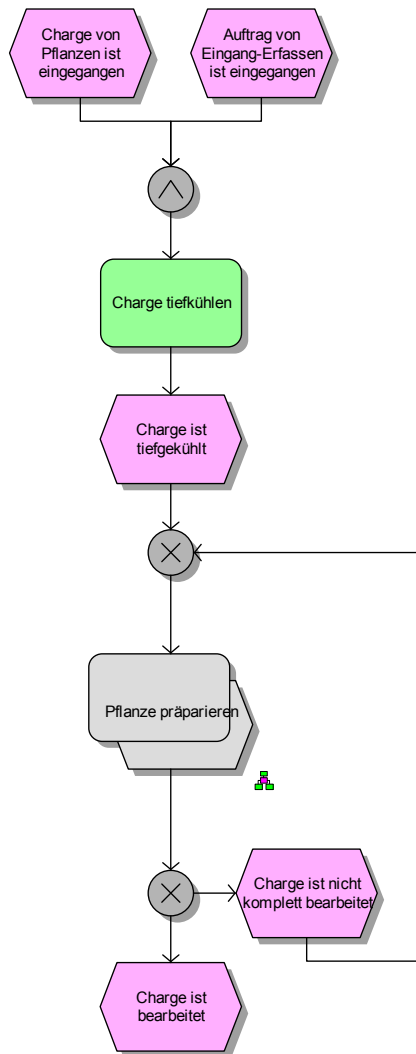 Charge von
Pflanzen ist
eingegangen
Auftrag von
Eingang-Erfassen
ist eingegangen
Charge tiefkühlen
Charge ist
tiefgekühlt
Pflanze präparieren
Charge ist nicht
komplett bearbeitet
Charge ist
bearbeitet